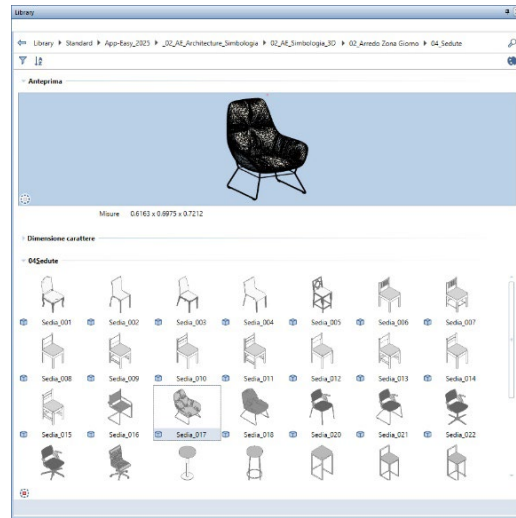 Library
Library ▸ Standard ▸ App-Easy_2025 ▸ _02_AE_Architecture_Simbologia ▸ 02_AE_Simbologia_3D ▸ 02_Arredo Zona Giorno ▸ 04_Sedute
Anteprima
Misure 0.6163 x 0.6975 x 0.7212
Dimensione carattere
04Sedute
Sedia_001 Sedia_002 Sedia_003 Sedia_004 Sedia_005 Sedia_006 Sedia_007
Sedia_008 Sedia_009 Sedia_010 Sedia_011 Sedia_012 Sedia_013 Sedia_014
Sedia_015 Sedia_016 Sedia_017 Sedia_018 Sedia_020 Sedia_021 Sedia_022